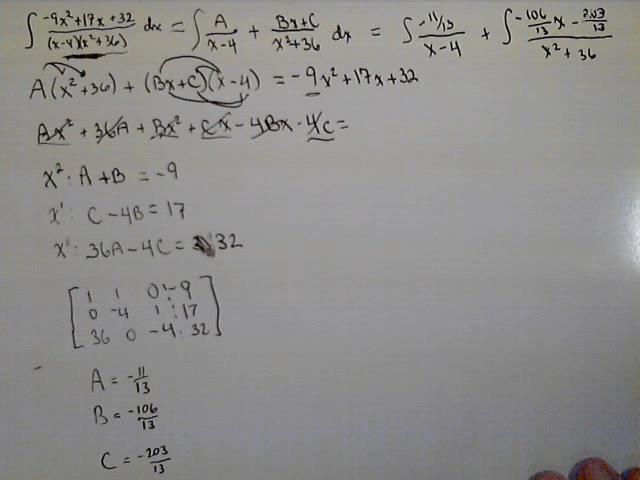 ∫ -9x²+17x+32 / (x-4)(x²+36) dx = ∫ A/x-4 + Bx+C/x²+36 dx = ∫ -11/13 / x-4 + ∫ -106/13 x - 203/13 / x²+36
A(x²+36) + (Bx+C)(x-4) = -9x²+17x+32
Ax² + 36A + Bx² + Cx - 4Bx - 4C =
x²: A+B = -9
x¹: C-4B = 17
x⁰: 36A-4C = 32
1 1 0 : -9
0 -4 1 : 17
36 0 -4 : 32
A = -11/13
B = -106/13
C = -203/13